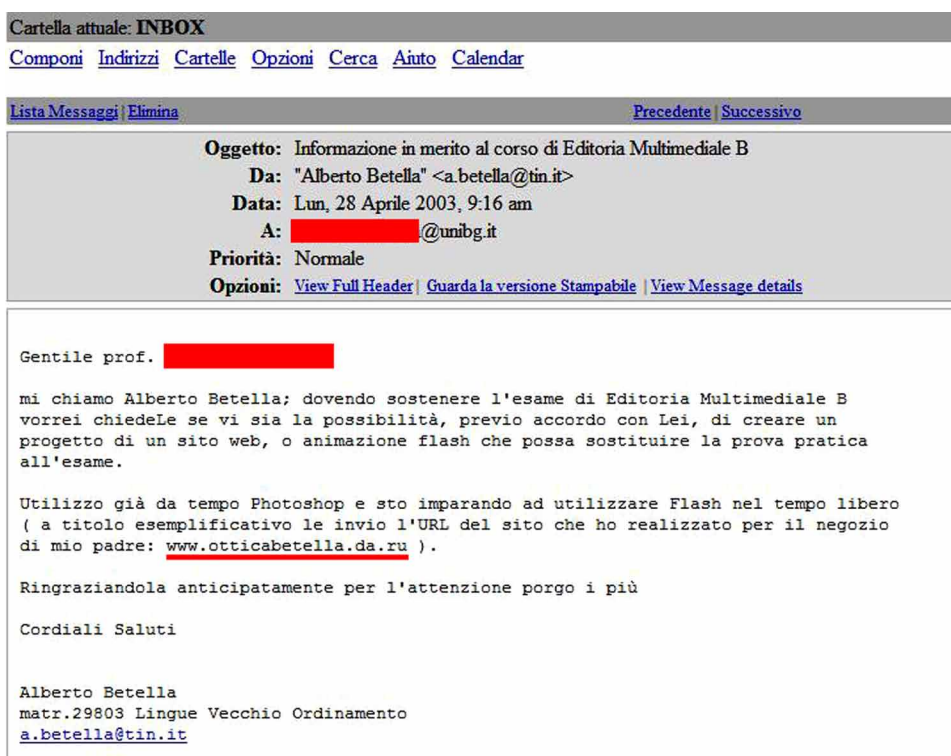 Cartella attuale: INBOX
Componi Indirizzi Cartelle Opzioni Cerca Aiuto Calendar
Lista Messaggi | Elimina Precedente | Successivo
Oggetto: Informazione in merito al corso di Editoria Multimediale B
Da: "Alberto Betella" <a.betella@tin.it>
Data: Lun, 28 Aprile 2003, 9:16 am
A: @unibg.it
Priorità: Normale
Opzioni: View Full Header | Guarda la versione Stampabile | View Message details
Gentile prof.
mi chiamo Alberto Betella; dovendo sostenere l'esame di Editoria Multimediale B
vorrei chiedeLe se vi sia la possibilità, previo accordo con Lei, di creare un
progetto di un sito web, o animazione flash che possa sostituire la prova pratica
all'esame.
Utilizzo già da tempo Photoshop e sto imparando ad utilizzare Flash nel tempo libero
( a titolo esemplificativo le invio l'URL del sito che ho realizzato per il negozio
di mio padre: www.otticabetella.da.ru ).
Ringraziandola anticipatamente per l'attenzione porgo i più
Cordiali Saluti
Alberto Betella
matr.29803 Lingue Vecchio Ordinamento
a.betella@tin.it